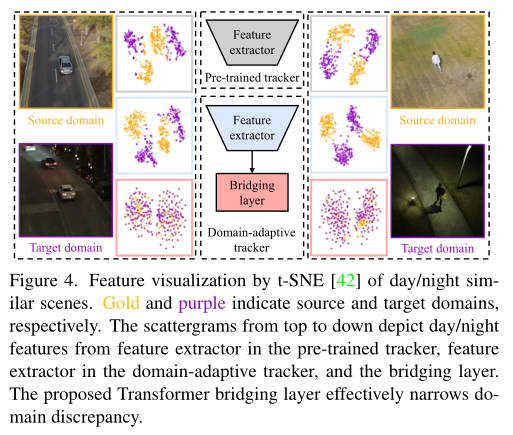 Feature
extractor
Pre-trained tracker
Source domain
Source domain
Feature
extractor
Bridging
layer
Target domain
Domain-adaptive
tracker
Target domain
Figure 4. Feature visualization by t-SNE [42] of day/night sim-
ilar scenes. Gold and purple indicate source and target domains,
respectively. The scattergrams from top to down depict day/night
features from feature extractor in the pre-trained tracker, feature
extractor in the domain-adaptive tracker, and the bridging layer.
The proposed Transformer bridging layer effectively narrows do-
main discrepancy.